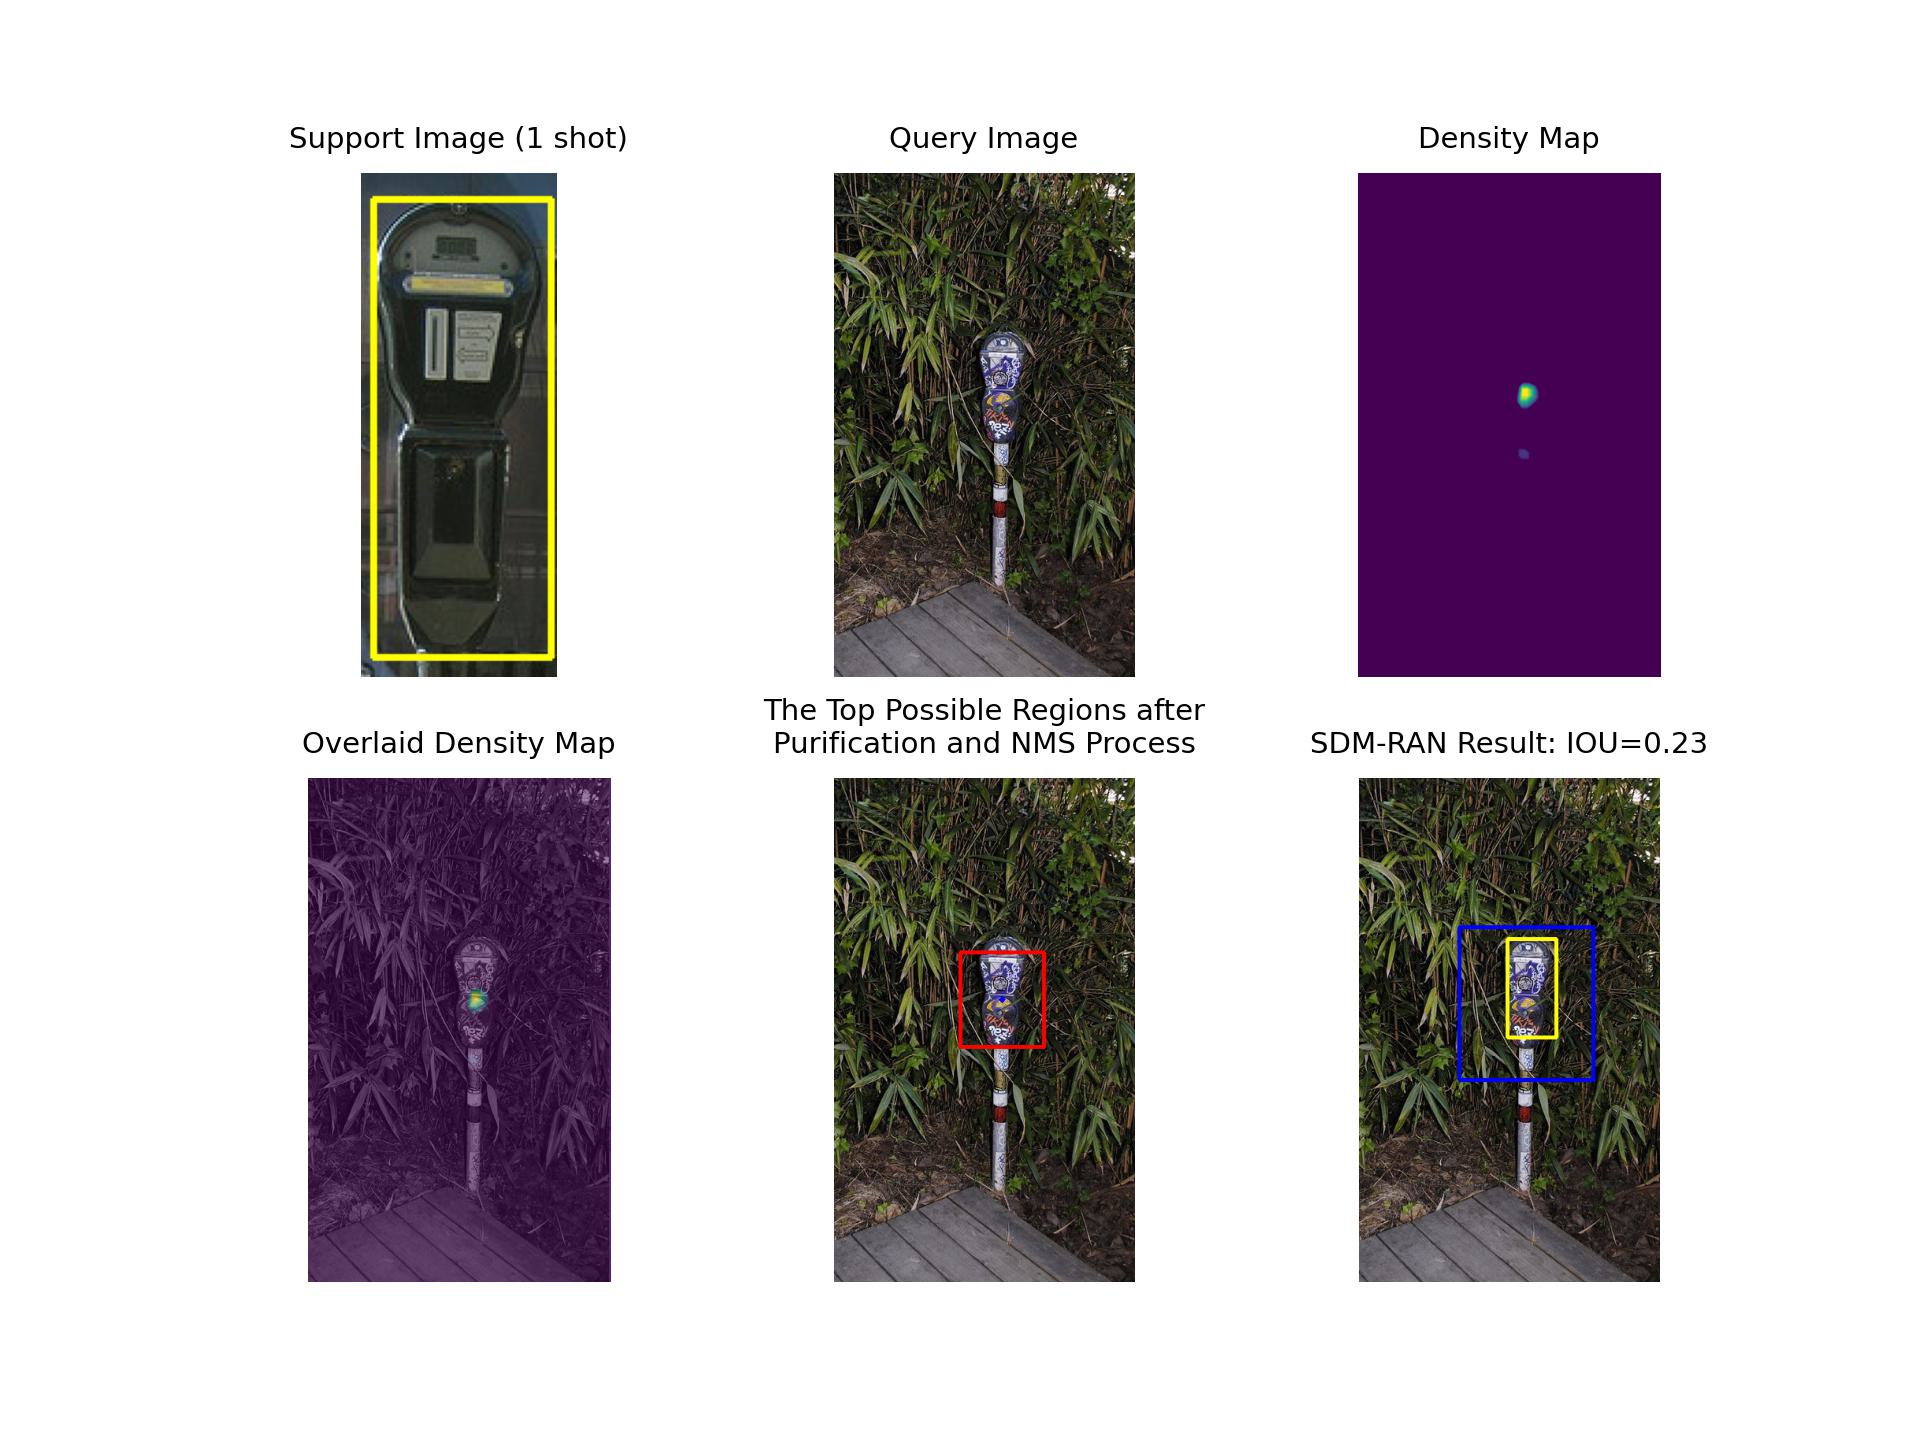 Support Image (1 shot)
Query Image
Density Map
Overlaid Density Map
The Top Possible Regions after
Purification and NMS Process
SDM-RAN Result: IOU=0.23